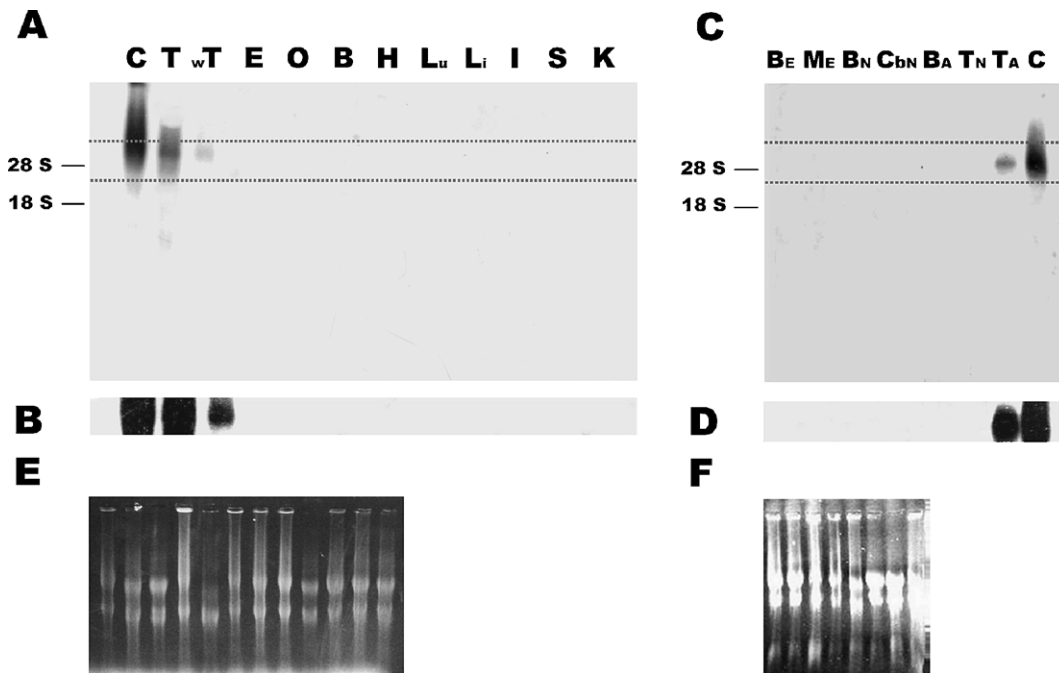 A
C T wT E O B H Lu Li I S K
28 S
18 S
B
E
C
BE ME BN CbN BA TN TA C
28 S
18 S
D
F